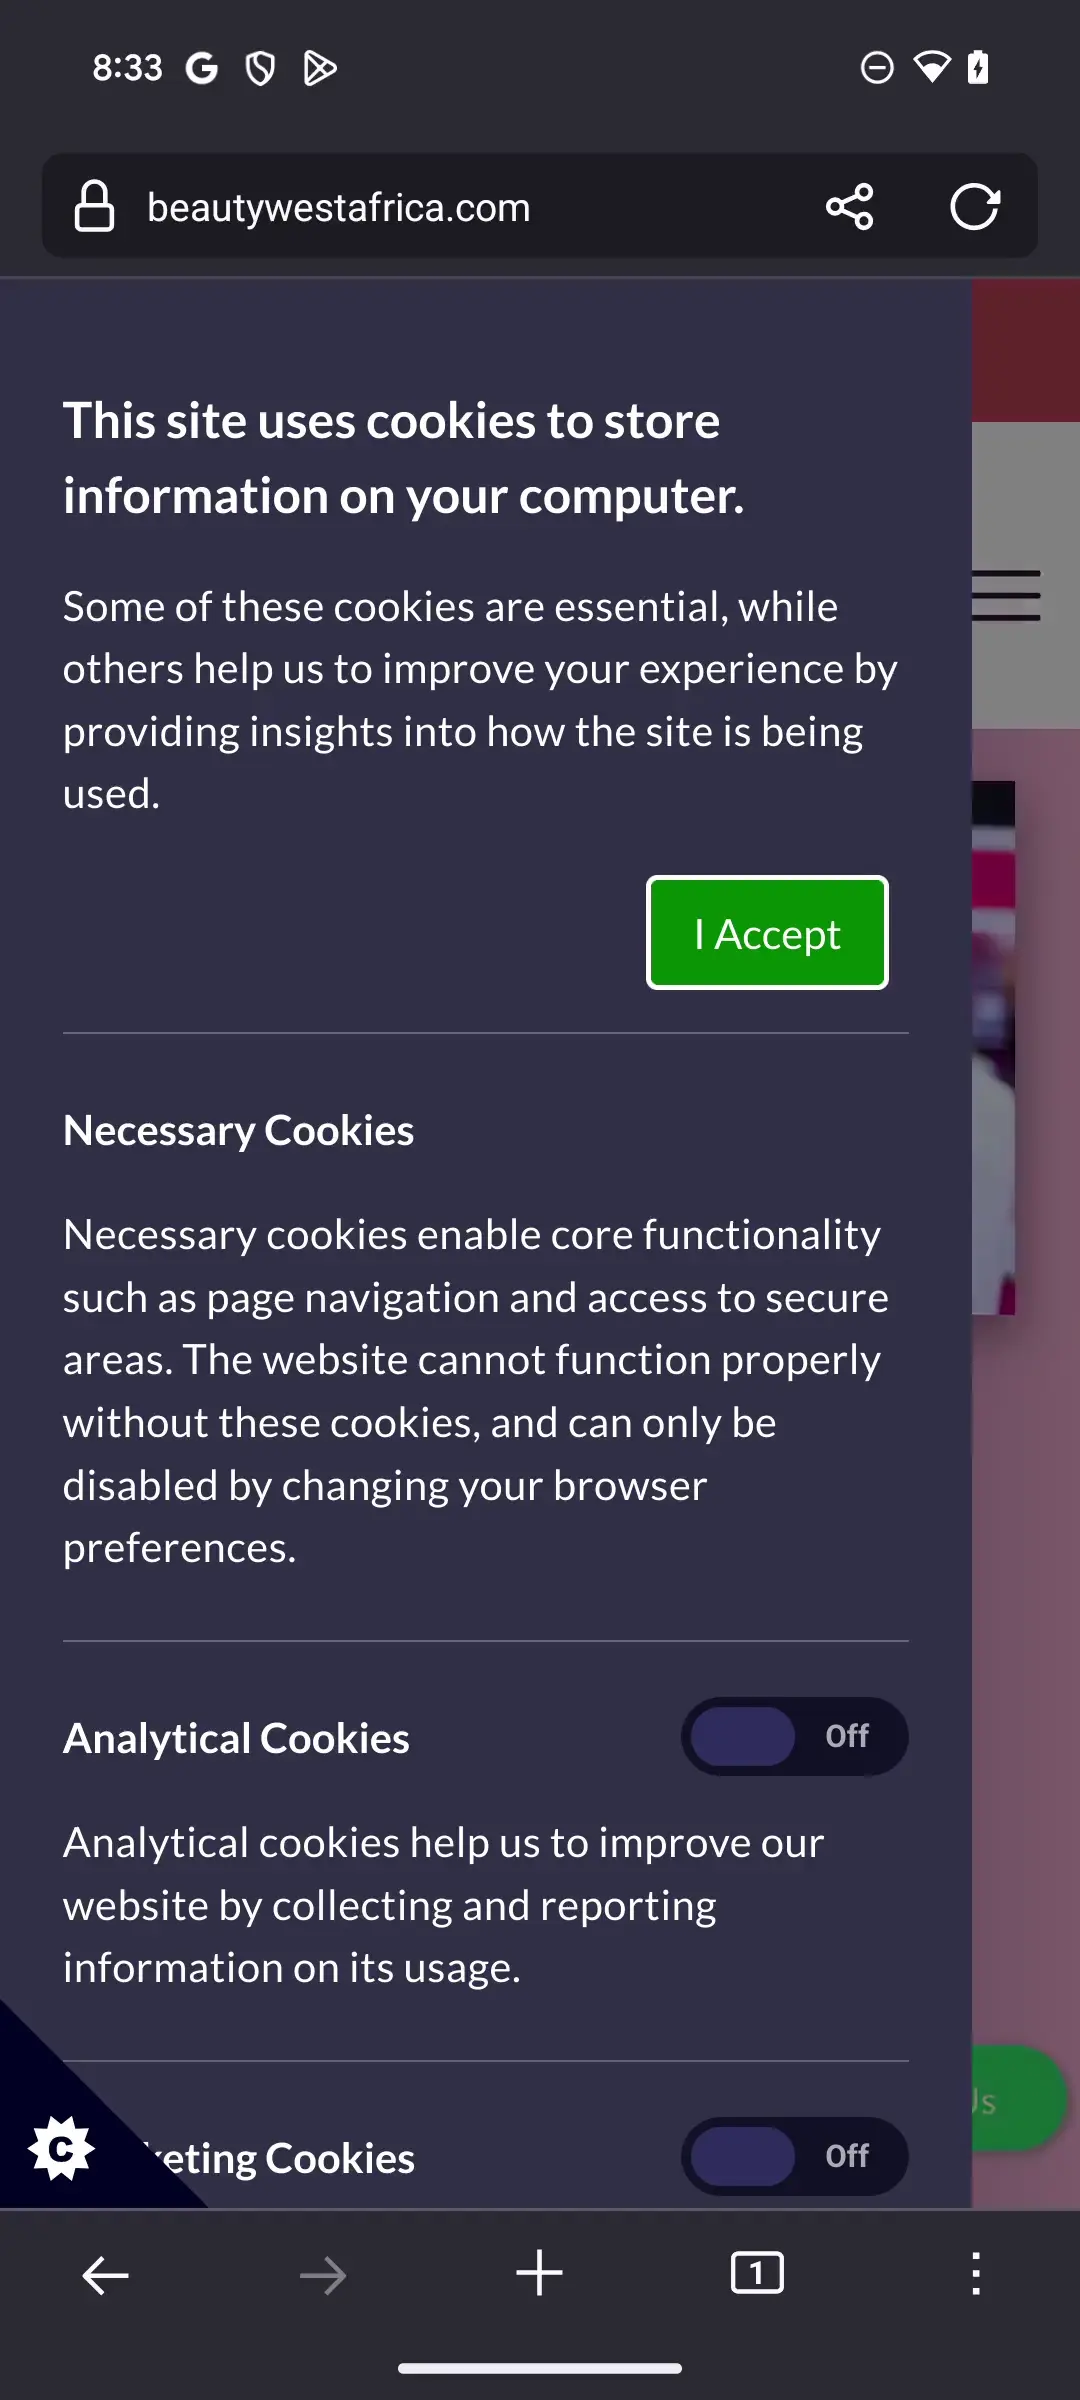 8:33
beautywestafrica.com
This site uses cookies to store
information on your computer.
Some of these cookies are essential, while
others help us to improve your experience by
providing insights into how the site is being
used.
I Accept
Necessary Cookies
Necessary cookies enable core functionality
such as page navigation and access to secure
areas. The website cannot function properly
without these cookies, and can only be
disabled by changing your browser
preferences.
Analytical Cookies
Off
Analytical cookies help us to improve our
website by collecting and reporting
information on its usage.
Us
C
keting Cookies
Off
1